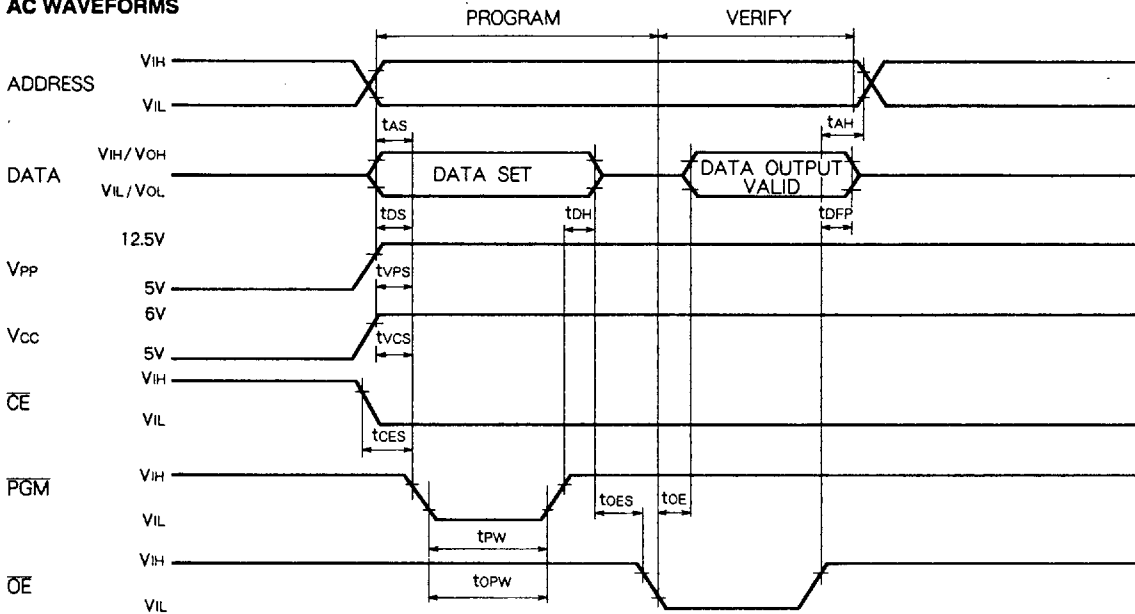 AC WAVEFORMS
PROGRAM
VERIFY
ADDRESS
VIH
VIL
tAS
tAH
DATA
VIH/VOH
VIL/VOL
DATA SET
DATA OUTPUT
VALID
tDS
tDH
tDFP
VPP
12.5V
5V
tVPS
VCC
6V
5V
tVCS
CE
VIH
VIL
tCES
PGM
VIH
VIL
tOES
tOE
tPW
OE
VIH
VIL
tOPW